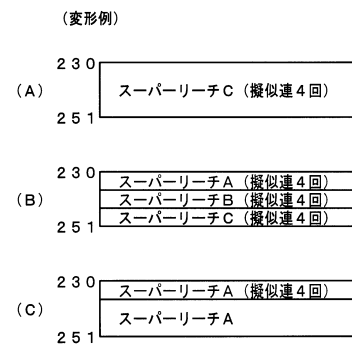 （変形例）
２３０
（Ａ） スーパーリーチＣ（擬似連４回）
２５１
２３０
スーパーリーチＡ（擬似連４回）
（Ｂ） スーパーリーチＢ（擬似連４回）
スーパーリーチＣ（擬似連４回）
２５１
２３０
スーパーリーチＡ（擬似連４回）
（Ｃ） スーパーリーチＡ
２５１